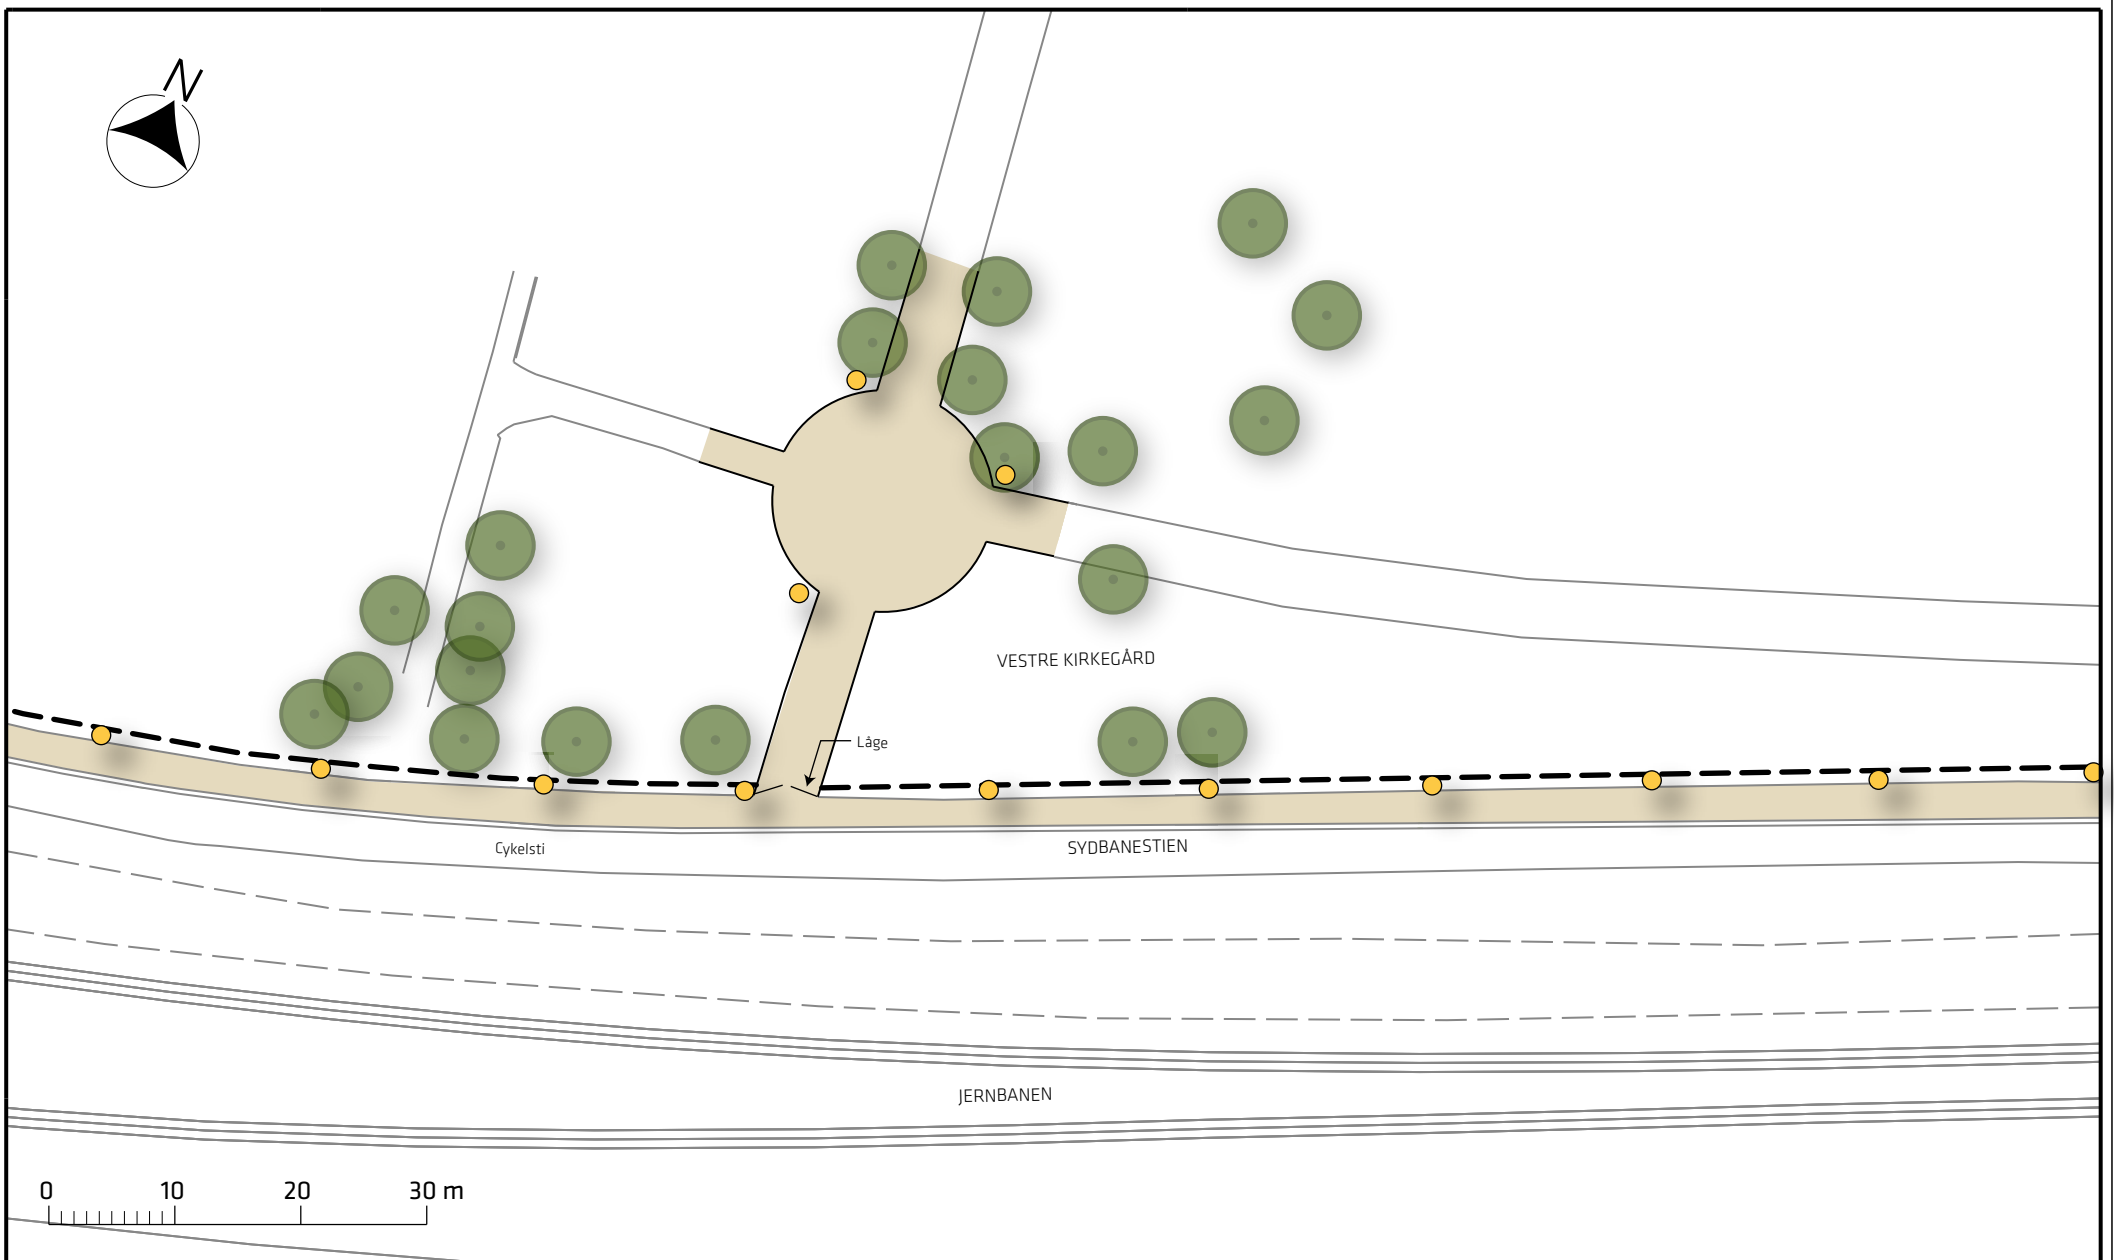 N
VESTRE KIRKEGÅRD
Låge
Cykelsti
SYDBANESTIEN
JERNBANEN
0 10 20 30 m